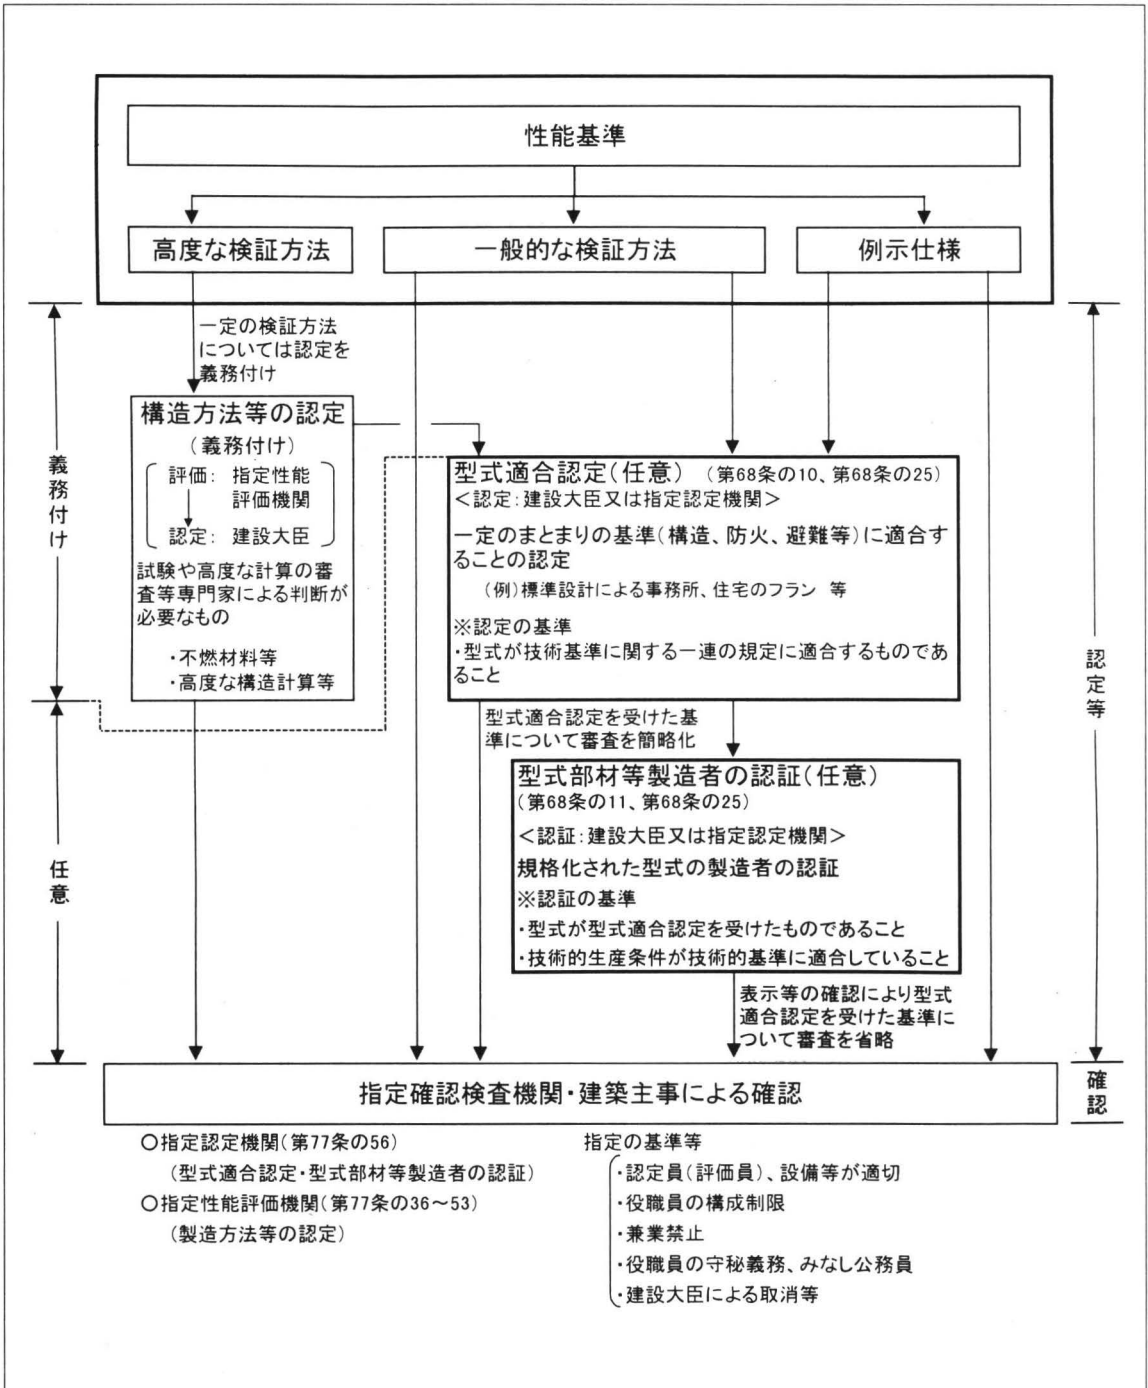 性能基準
高度な検証方法
一般的な検証方法
例示仕様
一定の検証方法
については認定を
義務付け
義務付け
構造方法等の認定
(義務付け)
評価: 指定性能
評価機関
認定: 建設大臣
試験や高度な計算の審
査等専門家による判断が
必要なもの
・不燃材料等
・高度な構造計算等
型式適合認定(任意) (第68条の10、第68条の25)
<認定:建設大臣又は指定認定機関>
一定のまとまりの基準(構造、防火、避難等)に適合す
ることの認定
(例)標準設計による事務所、住宅のフラン 等
※認定の基準
・型式が技術基準に関する一連の規定に適合するものであ
ること
認定等
任意
型式適合認定を受けた基
準について審査を簡略化
型式部材等製造者の認証(任意)
(第68条の11、第68条の25)
<認証:建設大臣又は指定認定機関>
規格化された型式の製造者の認証
※認証の基準
・型式が型式適合認定を受けたものであること
・技術的生産条件が技術的基準に適合していること
表示等の確認により型式
適合認定を受けた基準に
ついて審査を省略
指定確認検査機関・建築主事による確認
確認
○指定認定機関(第77条の56)
(型式適合認定・型式部材等製造者の認証)
○指定性能評価機関(第77条の36~53)
(製造方法等の認定)
指定の基準等
・認定員(評価員)、設備等が適切
・役職員の構成制限
・兼業禁止
・役職員の守秘義務、みなし公務員
・建設大臣による取消等